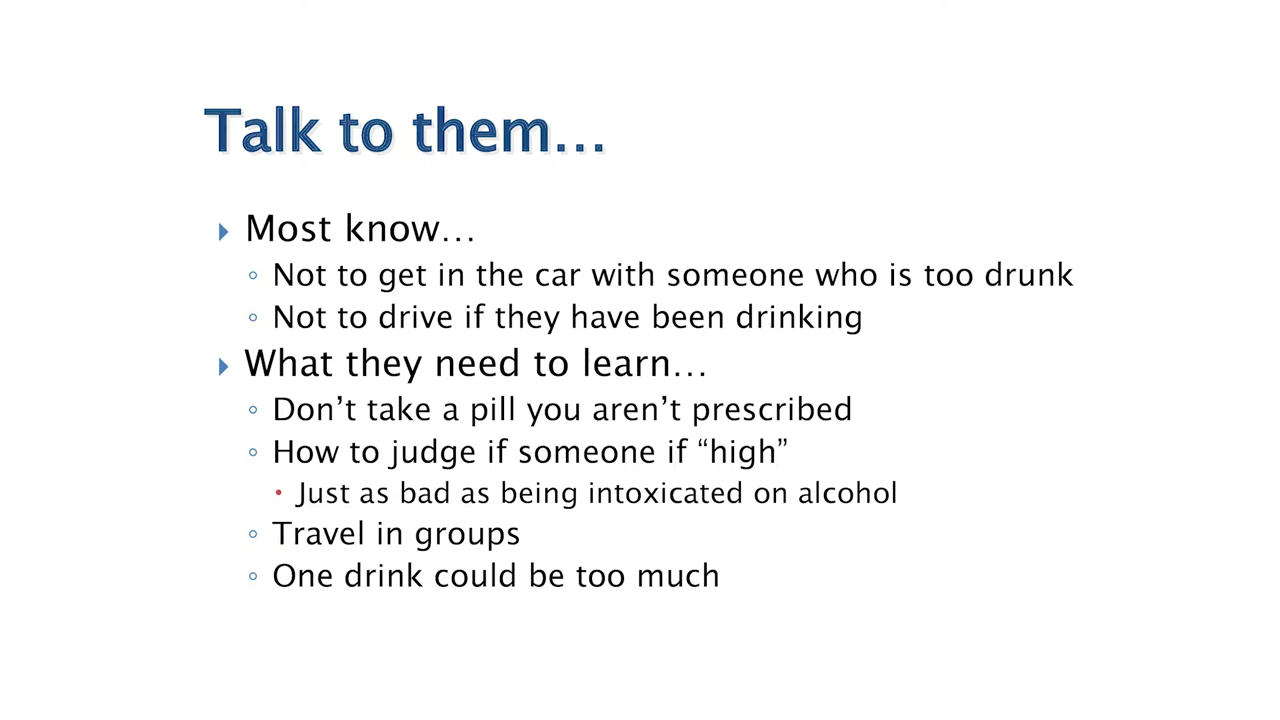 Talk to them…
Most know…
Not to get in the car with someone who is too drunk
Not to drive if they have been drinking
What they need to learn…
Don’t take a pill you aren’t prescribed
How to judge if someone if “high”
Just as bad as being intoxicated on alcohol
Travel in groups
One drink could be too much